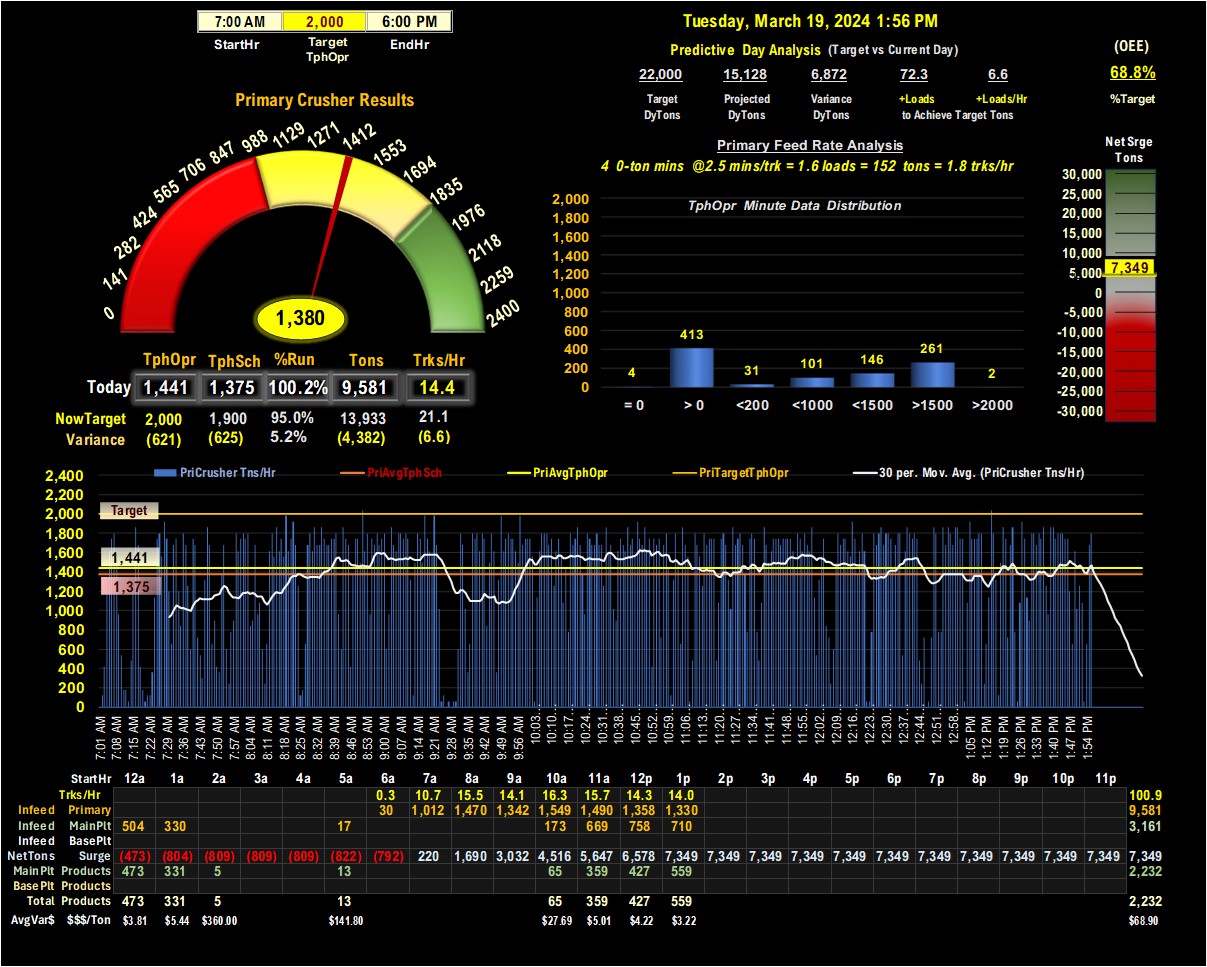 7:00 AM 2,000 6:00 PM
StartHr Target TphOpr EndHr
Tuesday, March 19, 2024 1:56 PM
Predictive Day Analysis (Target vs Current Day)
(OEE)
22,000 15,128 6,872 72.3 6.6
68.8%
Target DyTons Projected DyTons Variance DyTons +Loads +Loads/Hr to Achieve Target Tons
%Target
Primary Crusher Results
0 141 282 424 565 706 847 988 1129 1271 1412 1553 1694 1835 1976 2118 2259 2400
1,380
Primary Feed Rate Analysis
4 0-ton mins @2.5 mins/trk = 1.6 loads = 152 tons = 1.8 trks/hr
TphOpr Minute Data Distribution
2,000
1,800
1,600
1,400
1,200
1,000
800
600
400
200
0
4 413 31 101 146 261 2
= 0 > 0 <200 <1000 <1500 >1500 >2000
Net Srge Tons
30,000
25,000
20,000
15,000
10,000
7,349
5,000
0
-5,000
-10,000
-15,000
-20,000
-25,000
-30,000
TphOpr TphSch %Run Tons Trks/Hr
Today 1,441 1,375 100.2% 9,581 14.4
NowTarget 2,000 1,900 95.0% 13,933 21.1
Variance (621) (625) 5.2% (4,382) (6.6)
PriCrusher Tns/Hr PriAvgTphSch PriAvgTphOpr PriTargetTphOpr 30 per. Mov. Avg. (PriCrusher Tns/Hr)
2,400
2,200
2,000
1,800
1,600
1,400
1,200
1,000
800
600
400
200
0
Target
1,441
1,375
7:01 AM 7:08 AM 7:15 AM 7:22 AM 7:29 AM 7:36 AM 7:43 AM 7:50 AM 7:57 AM 8:04 AM 8:11 AM 8:18 AM 8:25 AM 8:32 AM 8:39 AM 8:46 AM 8:53 AM 9:00 AM 9:07 AM 9:14 AM 9:21 AM 9:28 AM 9:35 AM 9:42 AM 9:49 AM 9:56 AM 10:03… 10:10… 10:17… 10:24… 10:31… 10:38… 10:45… 10:52… 10:59… 11:06… 11:13… 11:20… 11:27… 11:34… 11:41… 11:48… 11:55… 12:02… 12:09… 12:16… 12:23… 12:30… 12:37… 12:44… 12:51… 12:58… 1:05 PM 1:12 PM 1:19 PM 1:26 PM 1:33 PM 1:40 PM 1:47 PM 1:54 PM
StartHr 12a 1a 2a 3a 4a 5a 6a 7a 8a 9a 10a 11a 12p 1p 2p 3p 4p 5p 6p 7p 8p 9p 10p 11p
Trks/Hr 0.3 10.7 15.5 14.1 16.3 15.7 14.3 14.0 100.9
Infeed Primary 30 1,012 1,470 1,342 1,549 1,490 1,358 1,330 9,581
Infeed MainPlt 504 330 17 173 669 758 710 3,161
Infeed BasePlt
NetTons Surge (473) (804) (809) (809) (809) (822) (792) 220 1,690 3,032 4,516 5,647 6,578 7,349 7,349 7,349 7,349 7,349 7,349 7,349 7,349 7,349 7,349 7,349 7,349
MainPlt Products 473 331 5 13 65 359 427 559 2,232
BasePlt Products
Total Products 473 331 5 13 65 359 427 559 2,232
AvgVar$ $$$/Ton $3.81 $5.44 $360.00 $141.80 $27.69 $5.01 $4.22 $3.22 $68.90